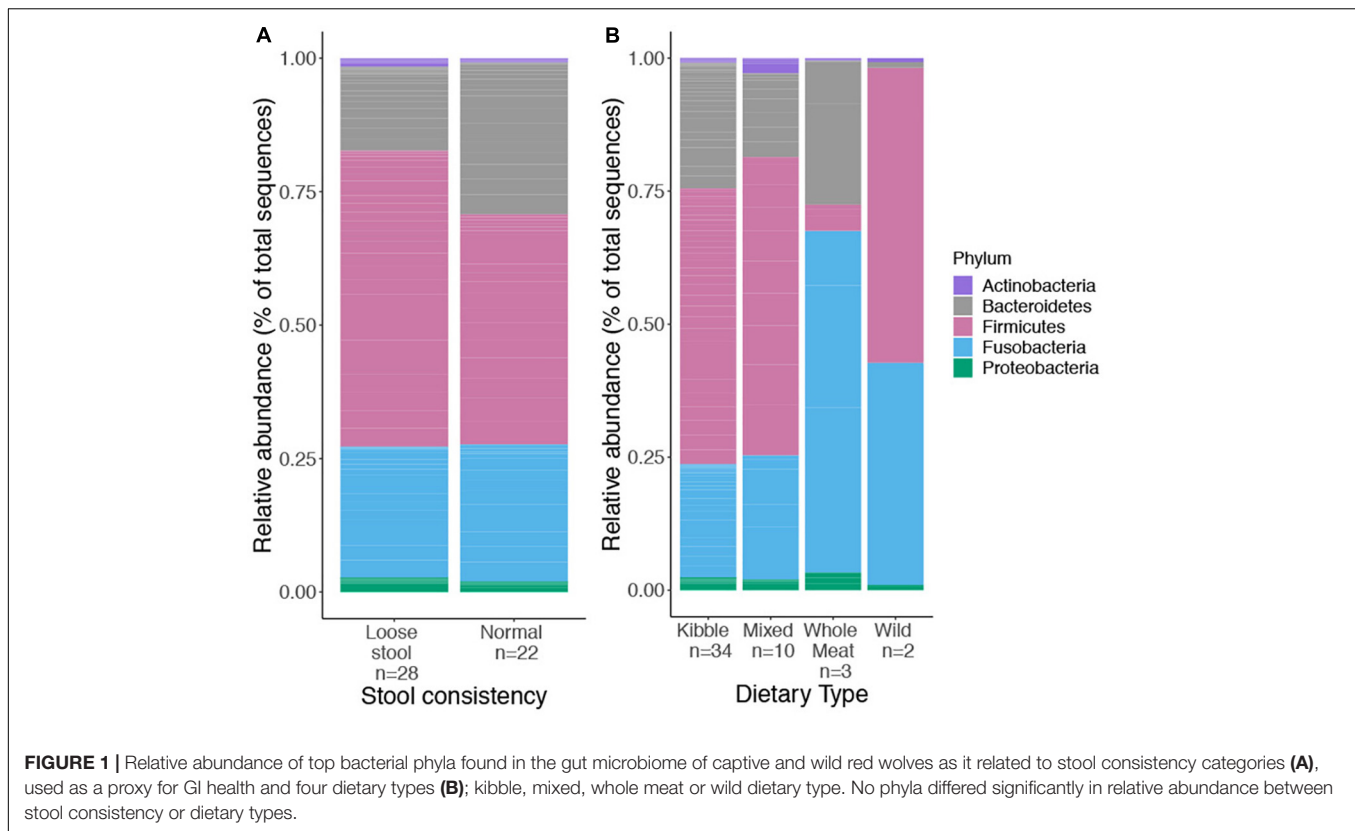 A
B
Relative abundance (% of total sequences)
1.00
0.75
0.50
0.25
0.00
Loose
stool
n=28
Normal
n=22
Stool consistency
Relative abundance (% of total sequences)
1.00
0.75
0.50
0.25
0.00
Kibble
n=34
Mixed
n=10
Whole
Meat
n=3
Wild
n=2
Dietary Type
Phylum
Actinobacteria
Bacteroidetes
Firmicutes
Fusobacteria
Proteobacteria
FIGURE 1 | Relative abundance of top bacterial phyla found in the gut microbiome of captive and wild red wolves as it related to stool consistency categories (A),
used as a proxy for GI health and four dietary types (B); kibble, mixed, whole meat or wild dietary type. No phyla differed significantly in relative abundance between
stool consistency or dietary types.